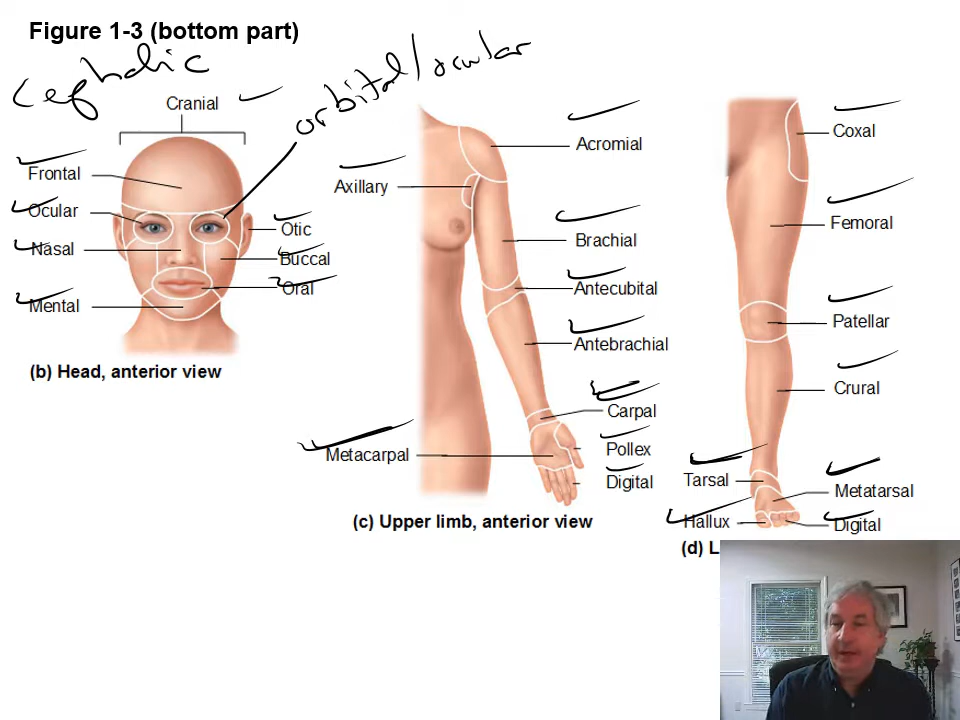 Figure 1-3 (bottom part)
cephalic
orbital/ocular
Cranial
Frontal
Ocular
Nasal
Mental
Otic
Buccal
Oral
(b) Head, anterior view
Acromial
Axillary
Brachial
Antecubital
Antebrachial
Carpal
Pollex
Metacarpal
Digital
(c) Upper limb, anterior view
Coxal
Femoral
Patellar
Crural
Tarsal
Metatarsal
Hallux
Digital
(d) L